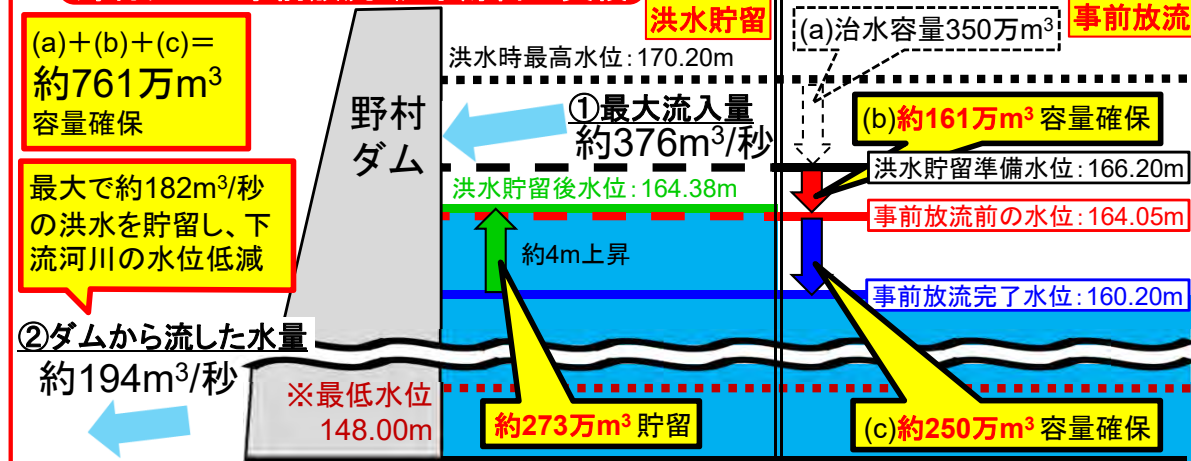 洪水貯留
事前放流
(a)+(b)+(c)=
約761万m³
容量確保
(a)治水容量350万m³
洪水時最高水位:170.20m
野村
ダム
①最大流入量
約376m³/秒
(b)約161万m³ 容量確保
洪水貯留準備水位:166.20m
最大で約182m³/秒
の洪水を貯留し、下
流河川の水位低減
洪水貯留後水位:164.38m
事前放流前の水位:164.05m
約4m上昇
事前放流完了水位:160.20m
②ダムから流した水量
約194m³/秒
※最低水位
148.00m
約273万m³ 貯留
(c)約250万m³ 容量確保